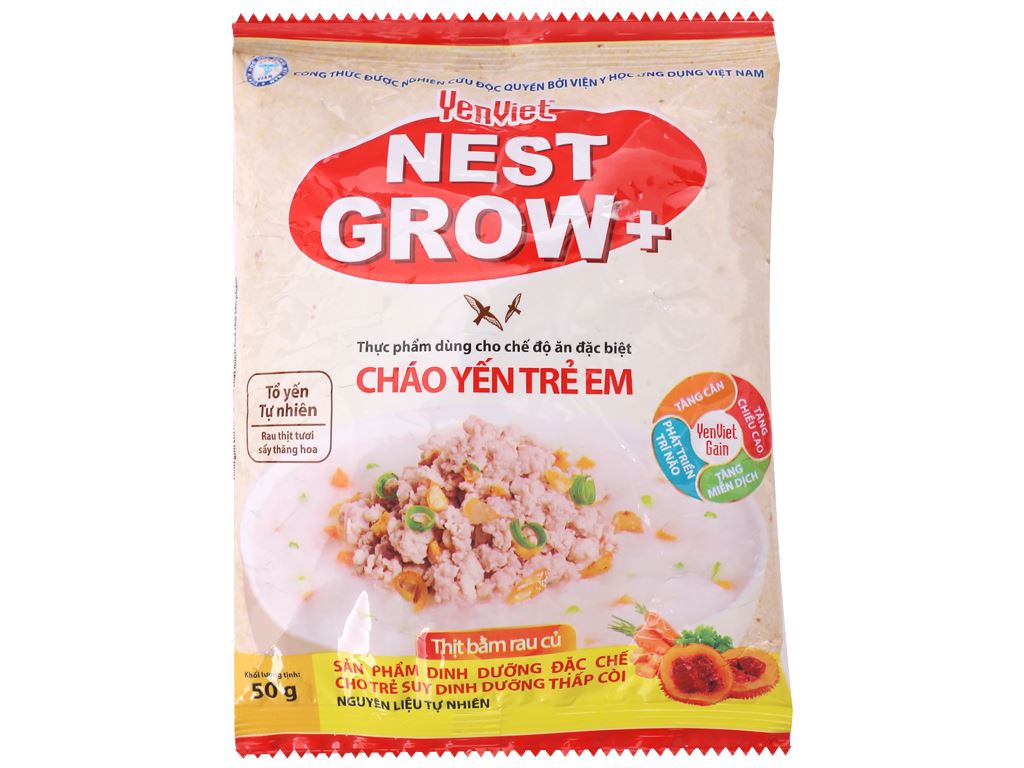 CÔNG THỨC ĐƯỢC NGHIÊN CỨU ĐỘC QUYỀN BỞI VIỆN Y HỌC ỨNG DỤNG VIỆT NAM
YenViet
NEST
GROW+
Thực phẩm dùng cho chế độ ăn đặc biệt
CHÁO YẾN TRẺ EM
Tổ yến
Tự nhiên
Rau thịt tươi
sấy thăng hoa
TĂNG CÂN
TĂNG
CHIỀU CAO
PHÁT TRIỂN
TRÍ NÃO
YenViet
Gain
TĂNG
MIỄN DỊCH
Thịt bằm rau củ
Khối lượng tịnh:
50 g
SẢN PHẨM DINH DƯỠNG ĐẶC CHẾ
CHO TRẺ SUY DINH DƯỠNG THẤP CÒI
NGUYÊN LIỆU TỰ NHIÊN